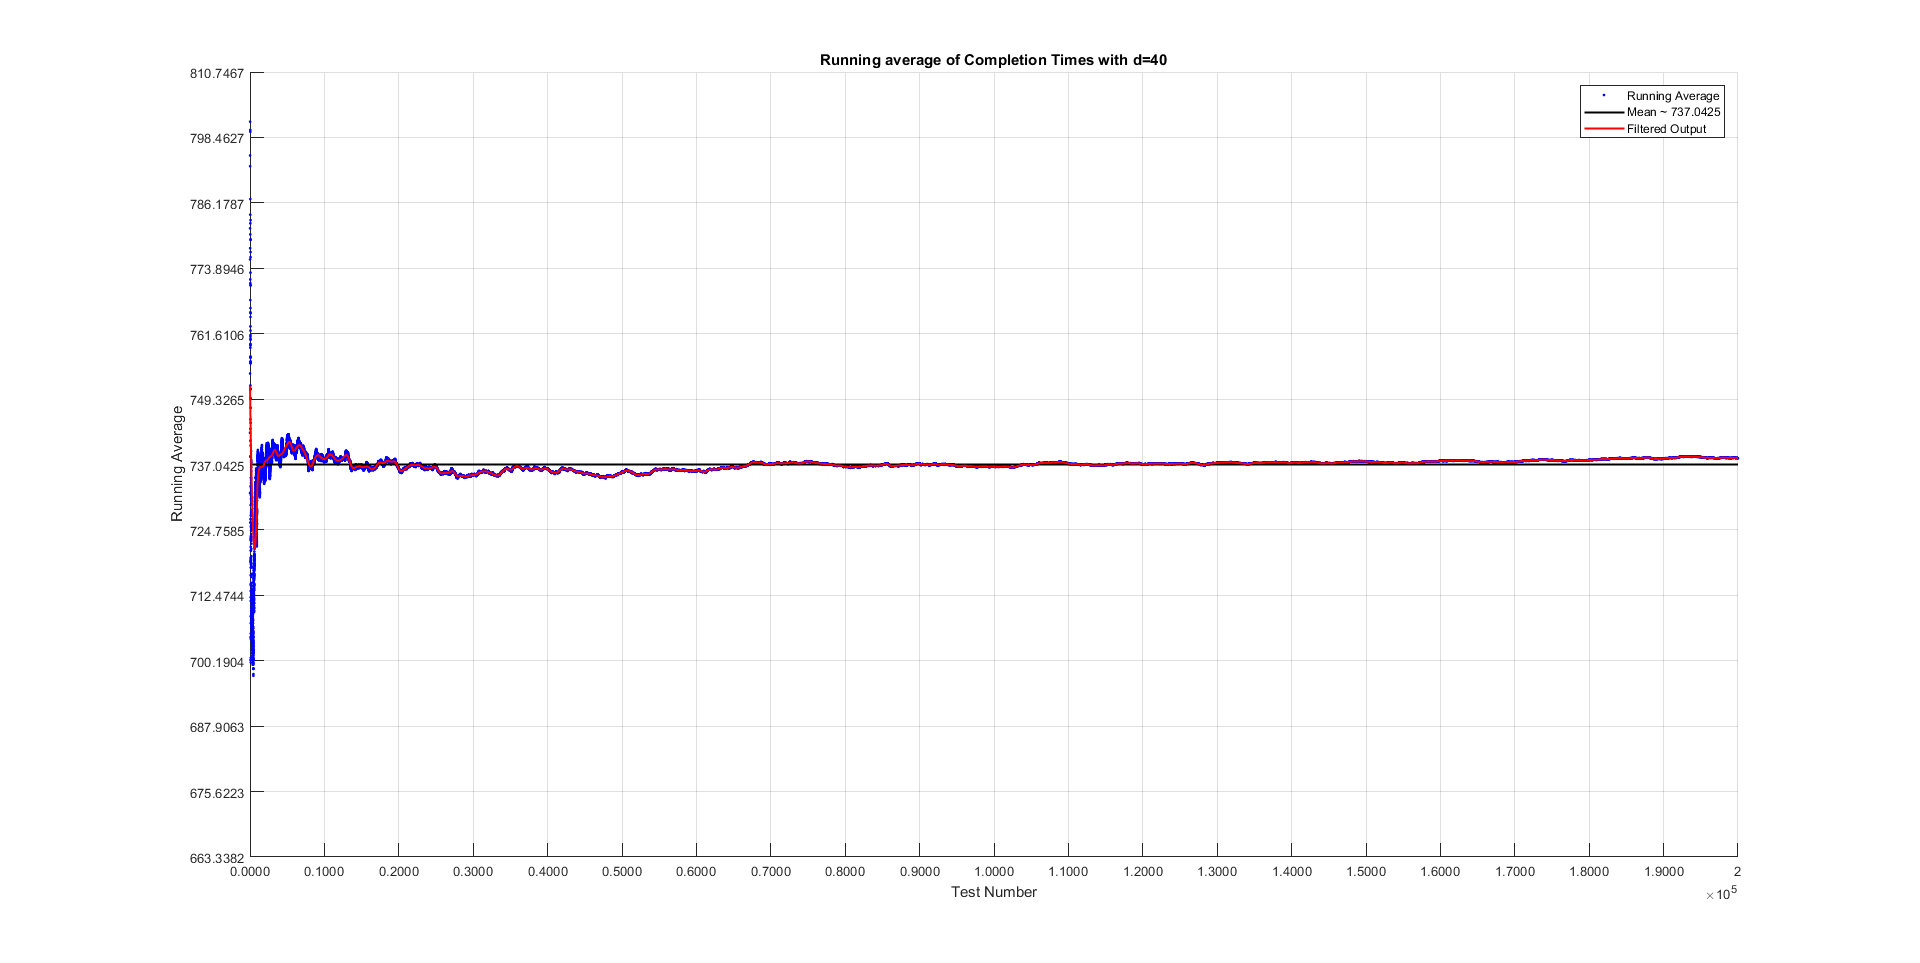 Running average of Completion Times with d=40
810.7467
798.4627
786.1787
773.8946
761.6106
749.3265
737.0425
724.7585
712.4744
700.1904
687.9063
675.6223
663.3382
Running Average
Running Average
Mean ~ 737.0425
Filtered Output
0.0000 0.1000 0.2000 0.3000 0.4000 0.5000 0.6000 0.7000 0.8000 0.9000 1.0000 1.1000 1.2000 1.3000 1.4000 1.5000 1.6000 1.7000 1.8000 1.9000 2
Test Number
×10⁵